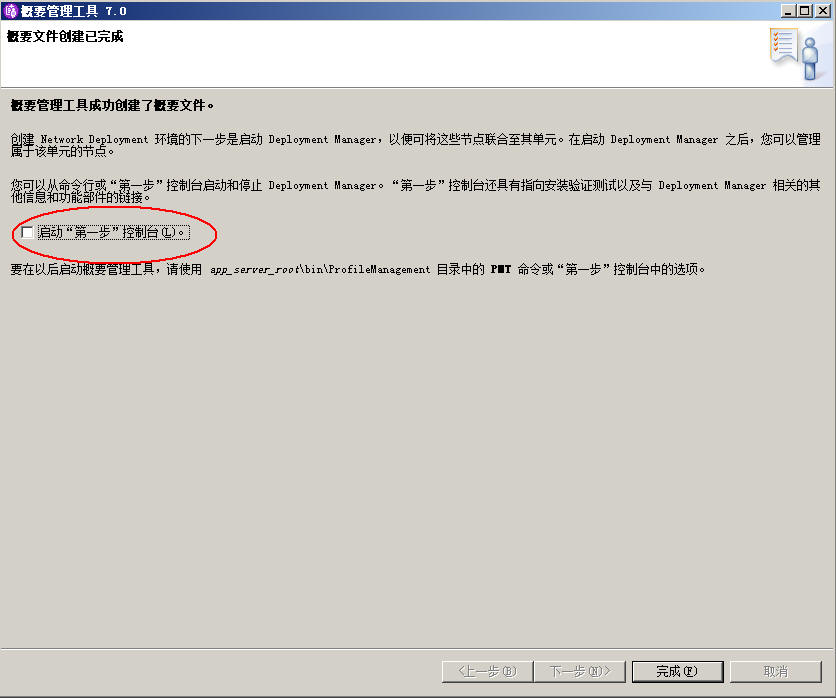 概要管理工具 7.0
概要文件创建已完成
概要管理工具成功创建了概要文件。
创建 Network Deployment 环境的下一步是启动 Deployment Manager，以便可将这些节点联合至其单元。在启动 Deployment Manager 之后，您可以管理
属于该单元的节点。
您可以从命令行或“第一步”控制台启动和停止 Deployment Manager。“第一步”控制台还具有指向安装验证测试以及与 Deployment Manager 相关的其
他信息和功能部件的链接。
启动“第一步”控制台(L)。
要在以后启动概要管理工具，请使用 app_server_root\bin\ProfileManagement 目录中的 PMT 命令或“第一步”控制台中的选项。
<上一步(B) 下一步(N)> 完成(F) 取消